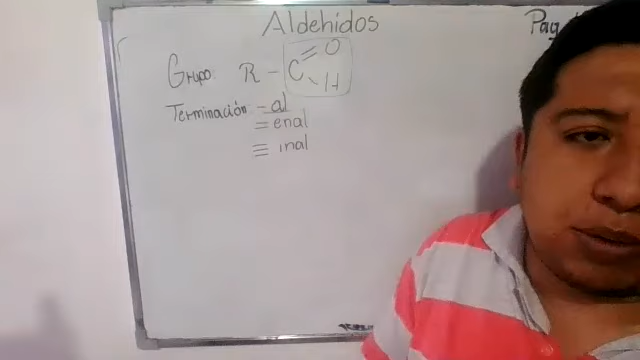 Aldehidos
Pag
Grupo R - C = O
\ H
Terminación - al
= enal
≡ inal